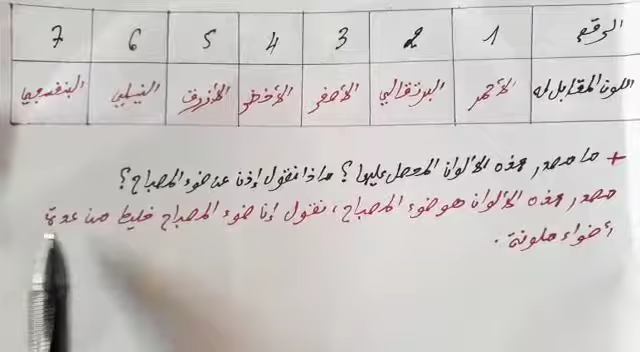 الرقم 1 2 3 4 5 6 7
اللون المقابل له الأحمر البرتقالي الأصفر الأخضر الأزرق النيلي البنفسجي
+ ما مصدر هذه الألوان المحصل عليها؟ ماذا نقول إذن عن ضوء المصباح؟
مصدر هذه الألوان هو ضوء المصباح، نقول إنا ضوء المصباح خليط من عدة
أضواء ملونة.